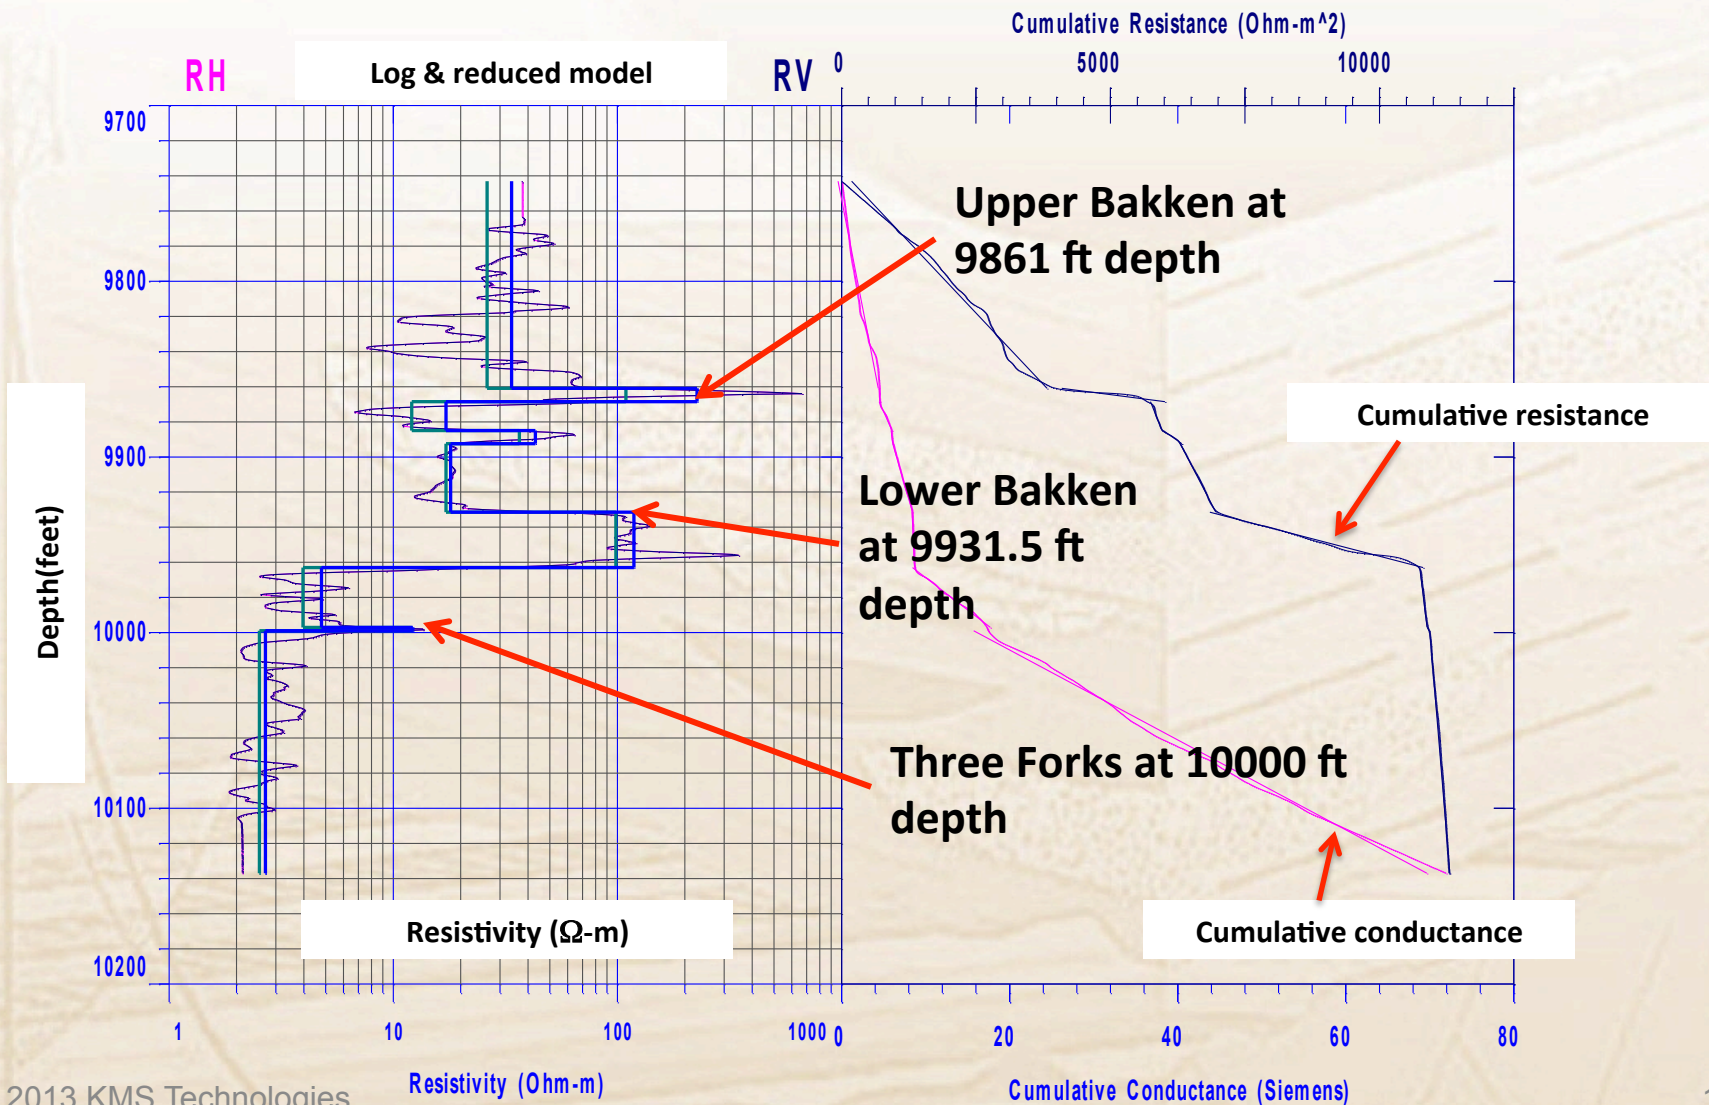 Cumulative Resistance (Ohm-m^2)
0 5000 10000
RH
Log & reduced model
RV
9700
9800
9900
10000
10100
10200
Depth(feet)
Upper Bakken at
9861 ft depth
Cumulative resistance
Lower Bakken
at 9931.5 ft
depth
Three Forks at 10000 ft
depth
Resistivity (Ω-m)
Cumulative conductance
1 10 100 1000
0 20 40 60 80
Resistivity (Ohm-m)
Cumulative Conductance (Siemens)
2013 KMS Technologies